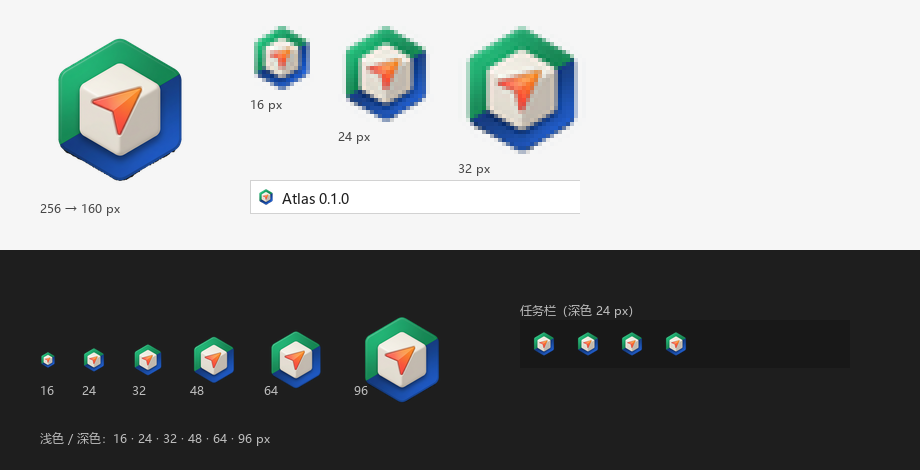 16 px
24 px
32 px
256 → 160 px
Atlas 0.1.0
任务栏（深色 24 px）
16
24
32
48
64
96
浅色 / 深色：16 · 24 · 32 · 48 · 64 · 96 px